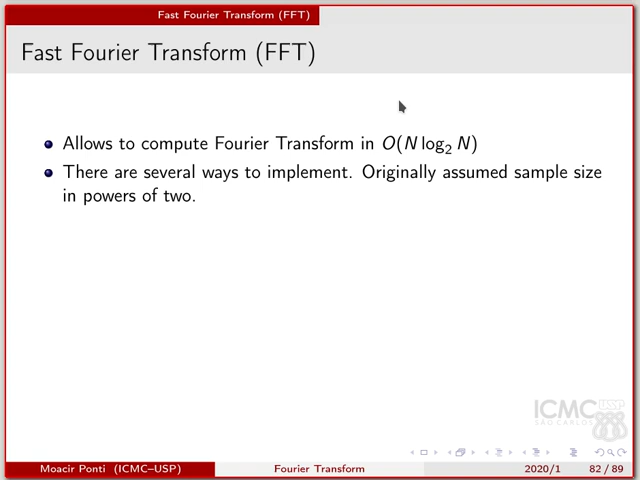 Fast Fourier Transform (FFT)
Fast Fourier Transform (FFT)
Allows to compute Fourier Transform in O(N log₂ N)
There are several ways to implement. Originally assumed sample size
in powers of two.
ICMC USP
SÃO CARLOS
Moacir Ponti (ICMC–USP) Fourier Transform 2020/1 82 / 89